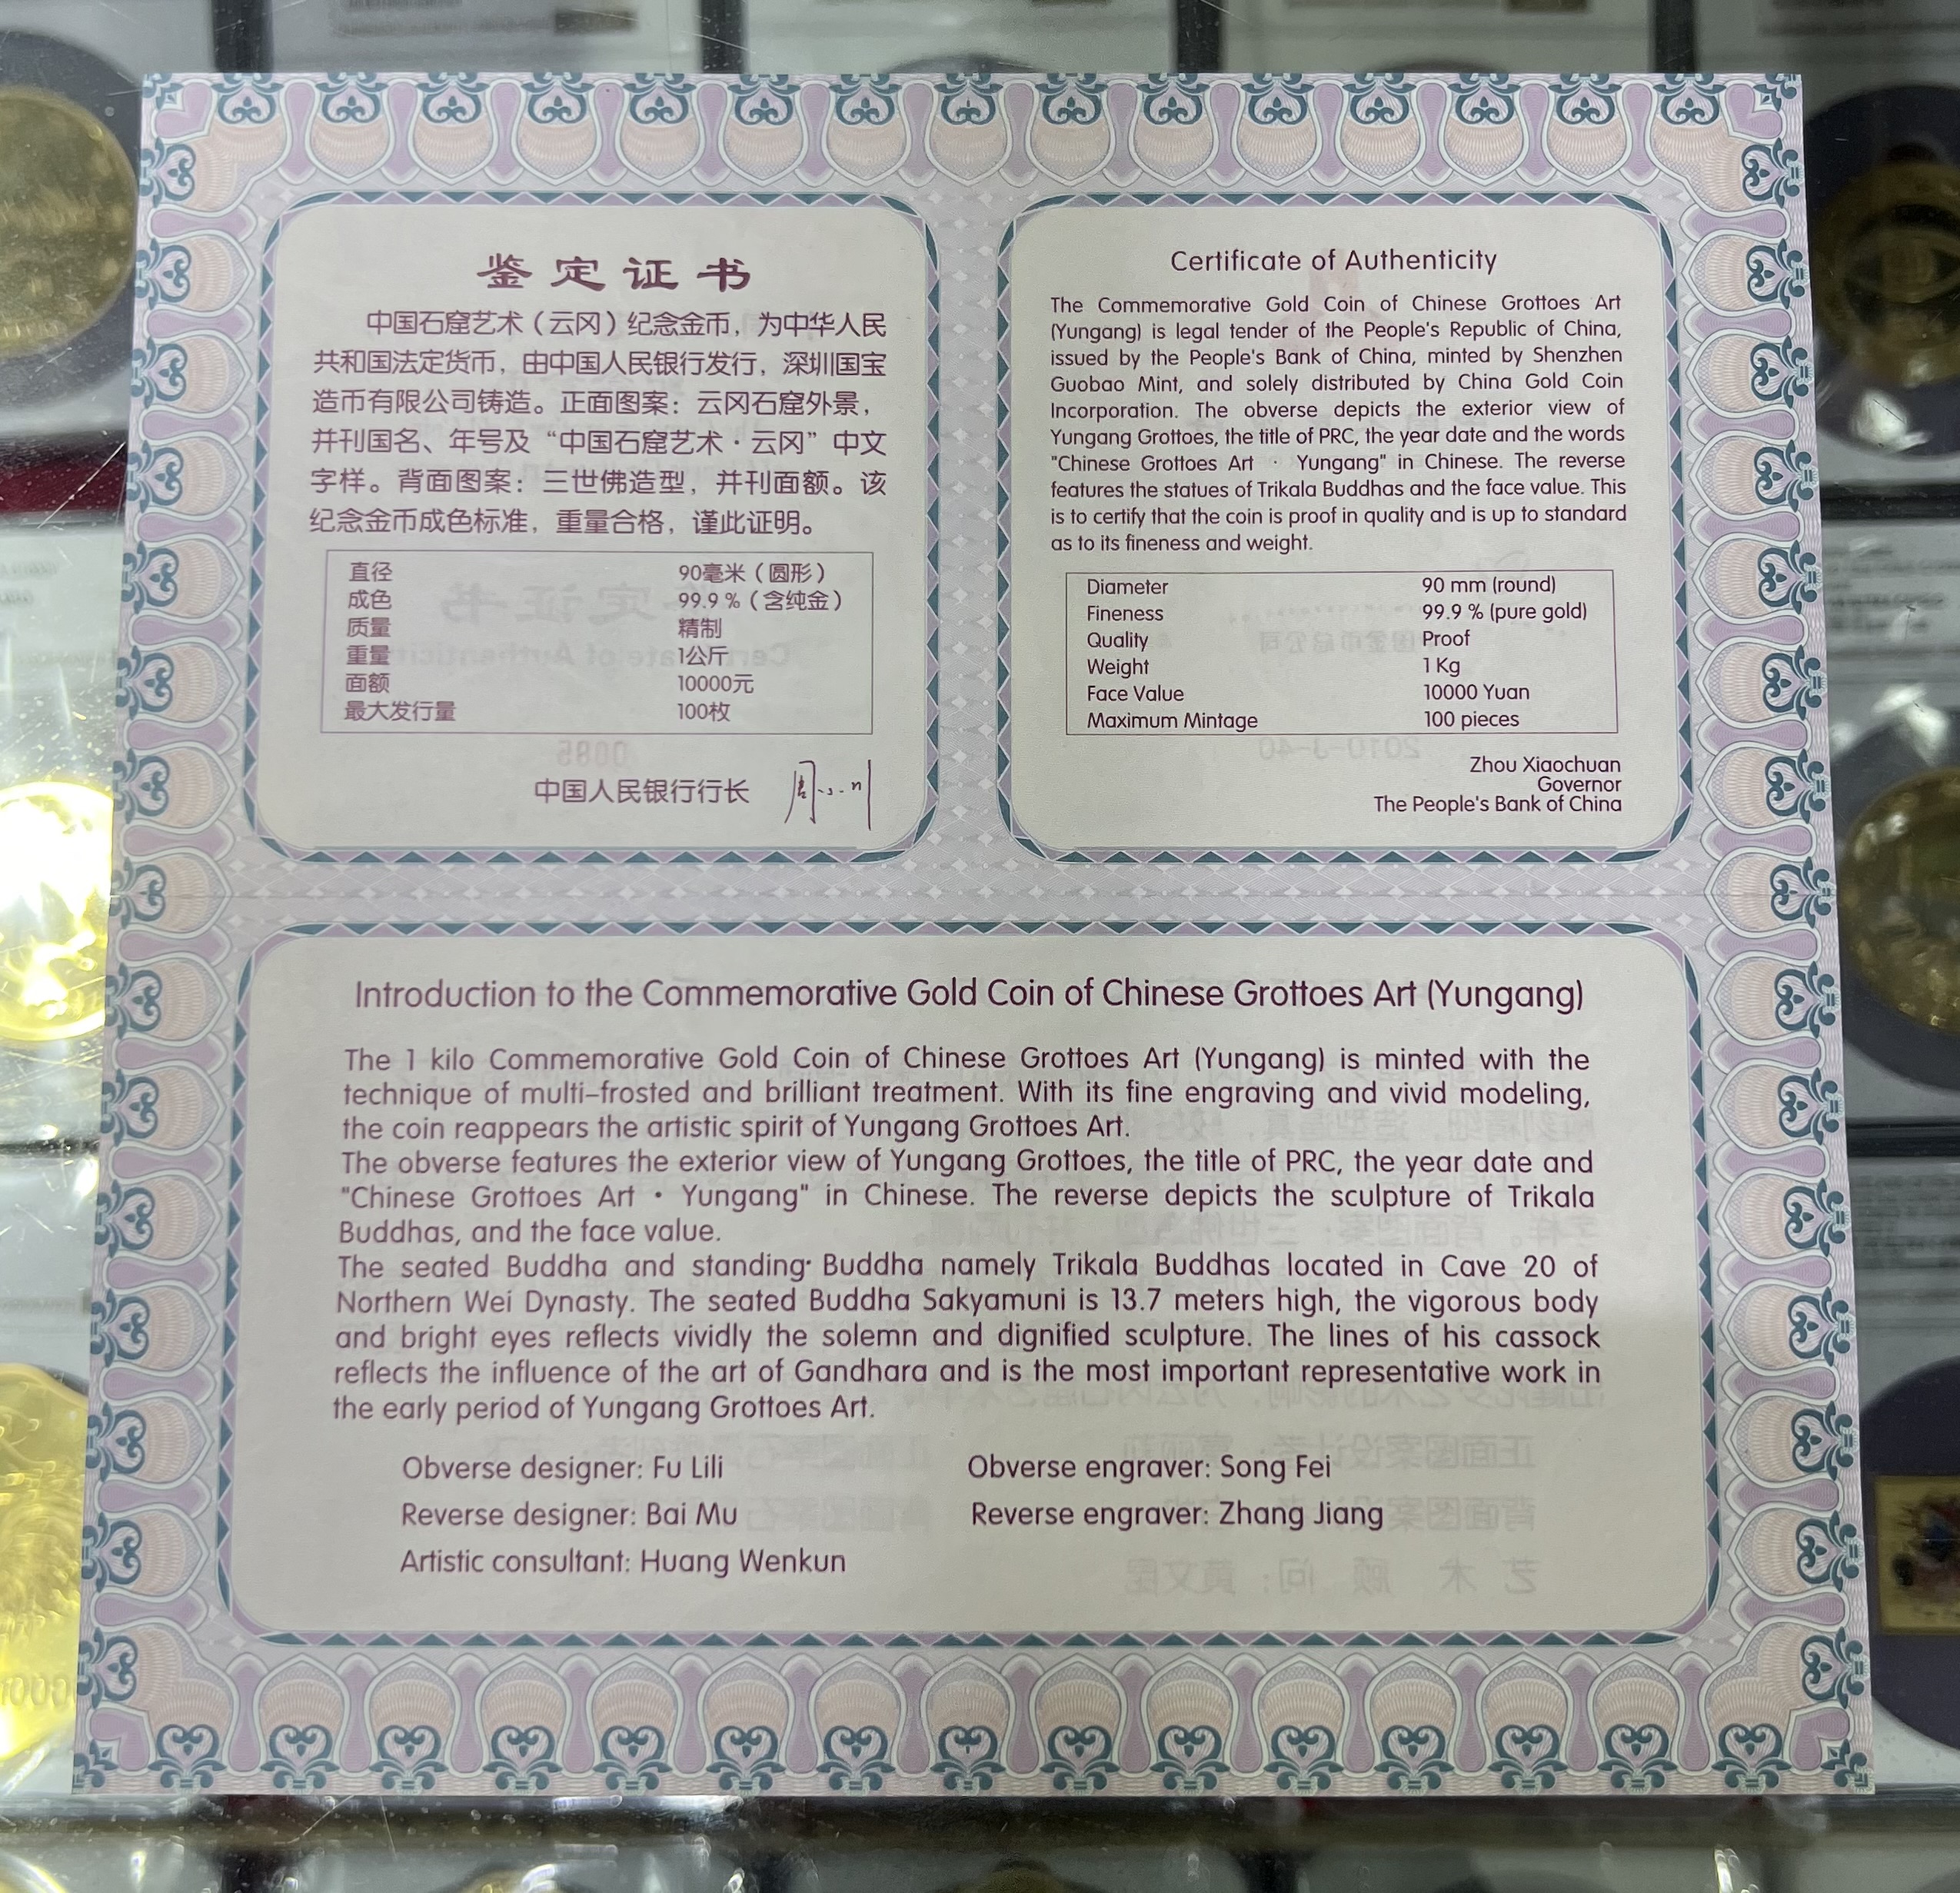 鉴定证书
中国石窟艺术（云冈）纪念金币，为中华人民
共和国法定货币，由中国人民银行发行，深圳国宝
造币有限公司铸造。正面图案：云冈石窟外景，
并刊国名、年号及“中国石窟艺术·云冈”中文
字样。背面图案：三世佛造型，并刊面额。该
纪念金币成色标准，重量合格，谨此证明。
直径 90毫米（圆形）
成色 99.9％（含纯金）
质量 精制
重量 1公斤
面额 10000元
最大发行量 100枚
中国人民银行行长 周小川
Certificate of Authenticity
The Commemorative Gold Coin of Chinese Grottoes Art
(Yungang) is legal tender of the People's Republic of China,
issued by the People's Bank of China, minted by Shenzhen
Guobao Mint, and solely distributed by China Gold Coin
Incorporation. The obverse depicts the exterior view of
Yungang Grottoes, the title of PRC, the year date and the words
"Chinese Grottoes Art · Yungang" in Chinese. The reverse
features the statues of Trikala Buddhas and the face value. This
is to certify that the coin is proof in quality and is up to standard
as to its fineness and weight.
Diameter 90 mm (round)
Fineness 99.9 % (pure gold)
Quality Proof
Weight 1 Kg
Face Value 10000 Yuan
Maximum Mintage 100 pieces
Zhou Xiaochuan
Governor
The People's Bank of China
Introduction to the Commemorative Gold Coin of Chinese Grottoes Art (Yungang)
The 1 kilo Commemorative Gold Coin of Chinese Grottoes Art (Yungang) is minted with the
technique of multi-frosted and brilliant treatment. With its fine engraving and vivid modeling,
the coin reappears the artistic spirit of Yungang Grottoes Art.
The obverse features the exterior view of Yungang Grottoes, the title of PRC, the year date and
"Chinese Grottoes Art • Yungang" in Chinese. The reverse depicts the sculpture of Trikala
Buddhas, and the face value.
The seated Buddha and standing Buddha namely Trikala Buddhas located in Cave 20 of
Northern Wei Dynasty. The seated Buddha Sakyamuni is 13.7 meters high, the vigorous body
and bright eyes reflects vividly the solemn and dignified sculpture. The lines of his cassock
reflects the influence of the art of Gandhara and is the most important representative work in
the early period of Yungang Grottoes Art.
Obverse designer: Fu Lili Obverse engraver: Song Fei
Reverse designer: Bai Mu Reverse engraver: Zhang Jiang
Artistic consultant: Huang Wenkun